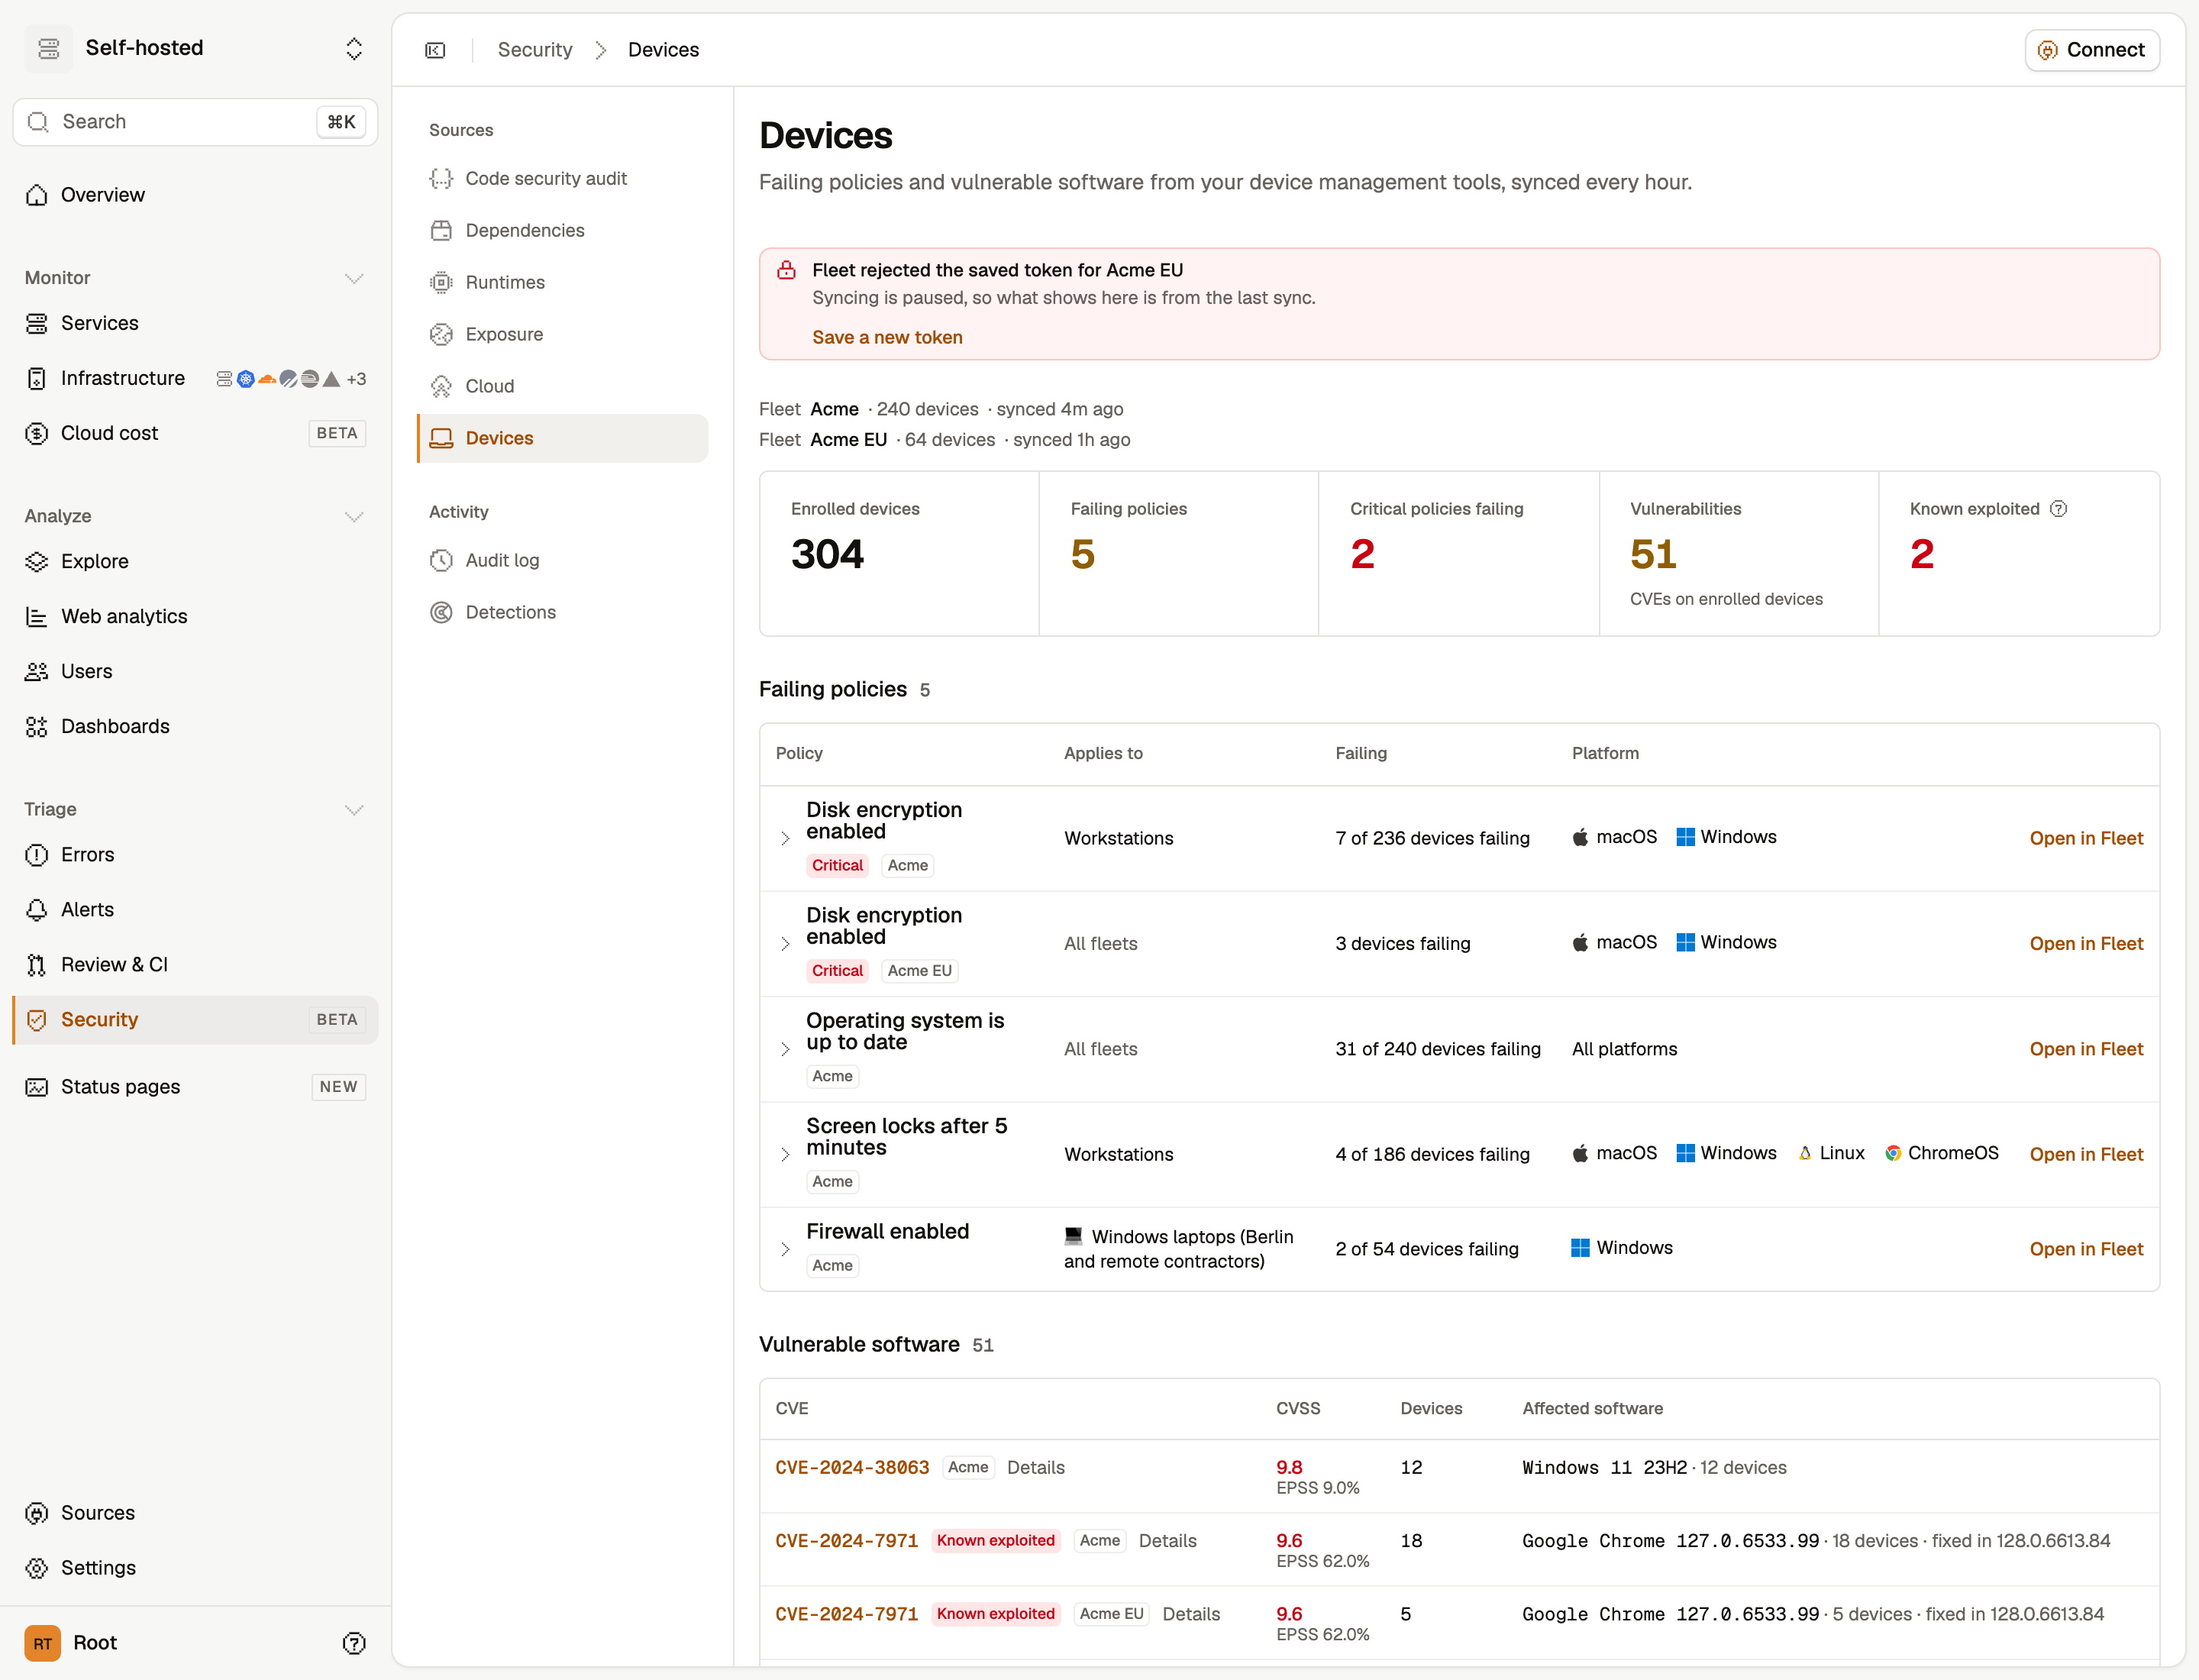 Self-hosted
Search
⌘K
Overview
Monitor
Services
Infrastructure +3
Cloud cost BETA
Analyze
Explore
Web analytics
Users
Dashboards
Triage
Errors
Alerts
Review & CI
Security BETA
Status pages NEW
Sources
Settings
RT Root
Security Devices
Connect
Sources
Code security audit
Dependencies
Runtimes
Exposure
Cloud
Devices
Activity
Audit log
Detections
Devices
Failing policies and vulnerable software from your device management tools, synced every hour.
Fleet rejected the saved token for Acme EU
Syncing is paused, so what shows here is from the last sync.
Save a new token
Fleet Acme · 240 devices · synced 4m ago
Fleet Acme EU · 64 devices · synced 1h ago
Enrolled devices
304
Failing policies
5
Critical policies failing
2
Vulnerabilities
51
CVEs on enrolled devices
Known exploited
2
Failing policies 5
Policy Applies to Failing Platform
Disk encryption
enabled
Critical Acme
Workstations
7 of 236 devices failing
macOS Windows
Open in Fleet
Disk encryption
enabled
Critical Acme EU
All fleets
3 devices failing
macOS Windows
Open in Fleet
Operating system is
up to date
Acme
All fleets
31 of 240 devices failing
All platforms
Open in Fleet
Screen locks after 5
minutes
Acme
Workstations
4 of 186 devices failing
macOS Windows Linux ChromeOS
Open in Fleet
Firewall enabled
Acme
Windows laptops (Berlin
and remote contractors)
2 of 54 devices failing
Windows
Open in Fleet
Vulnerable software 51
CVE CVSS Devices Affected software
CVE-2024-38063 Acme Details
9.8
EPSS 9.0%
12
Windows 11 23H2 · 12 devices
CVE-2024-7971 Known exploited Acme Details
9.6
EPSS 62.0%
18
Google Chrome 127.0.6533.99 · 18 devices · fixed in 128.0.6613.84
CVE-2024-7971 Known exploited Acme EU Details
9.6
EPSS 62.0%
5
Google Chrome 127.0.6533.99 · 5 devices · fixed in 128.0.6613.84